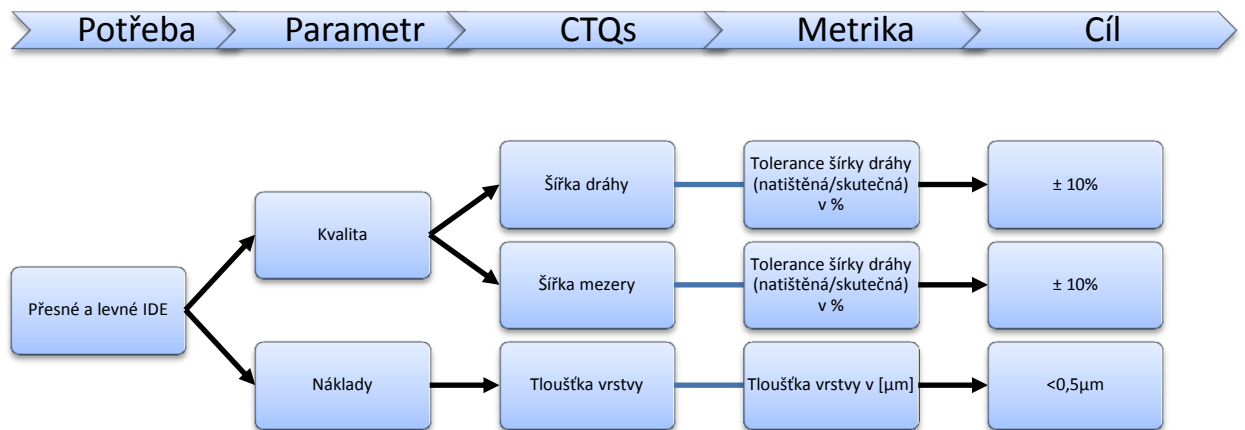 Potřeba
Parametr
CTQs
Metrika
Cíl
Přesné a levné IDE
Kvalita
Náklady
Šířka dráhy
Šířka mezery
Tloušťka vrstvy
Tolerance šírky dráhy
(natištěná/skutečná)
v %
Tolerance šírky dráhy
(natištěná/skutečná)
v %
Tloušťka vrstvy v [µm]
± 10%
± 10%
<0,5µm